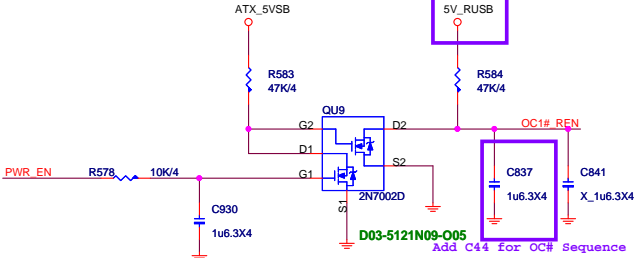 ATX_5VSB
5V_RUSB
R583
47K/4
R584
47K/4
QU9
G2
D2
OC1#_REN
D1
S2
PWR_EN
R578
10K/4
G1
C837
1u6.3X4
C841
X_1u6.3X4
2N7002D
S1
C930
1u6.3X4
D03-5121N09-O05
Add C44 for OC# Sequence